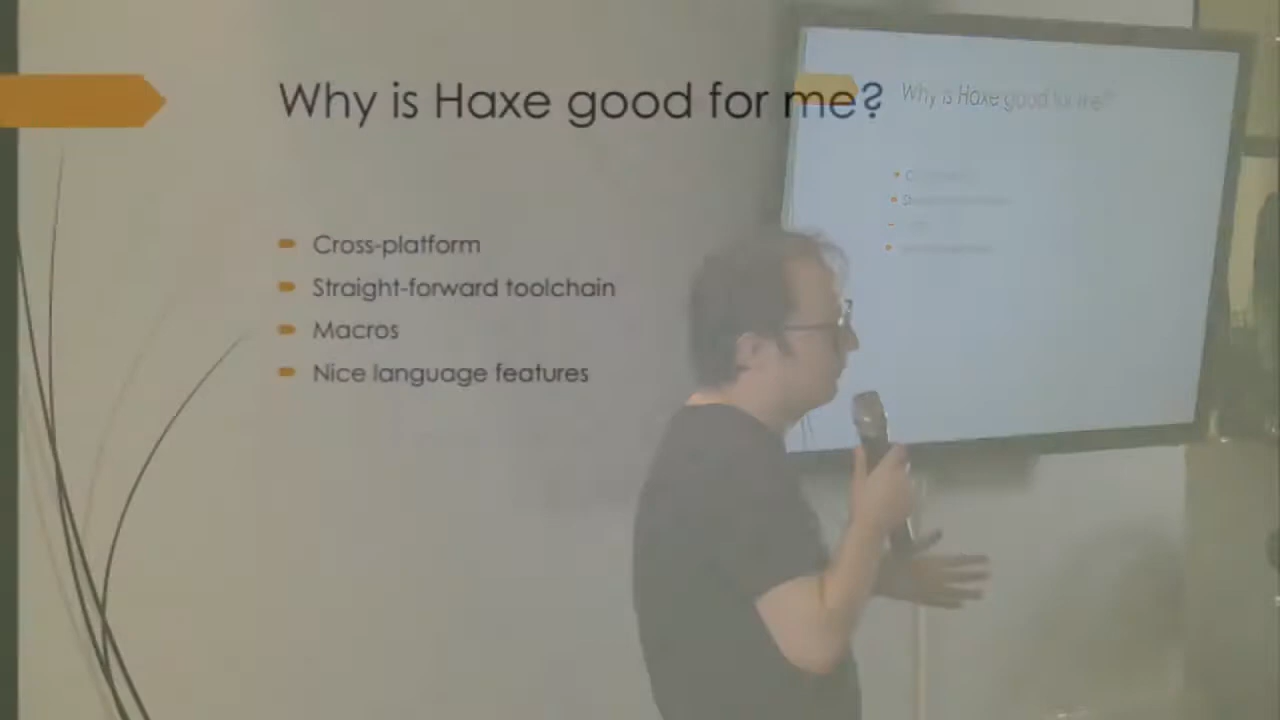 Why is Haxe good for me?
Cross-platform
Straight-forward toolchain
Macros
Nice language features
Why is Haxe good for me?